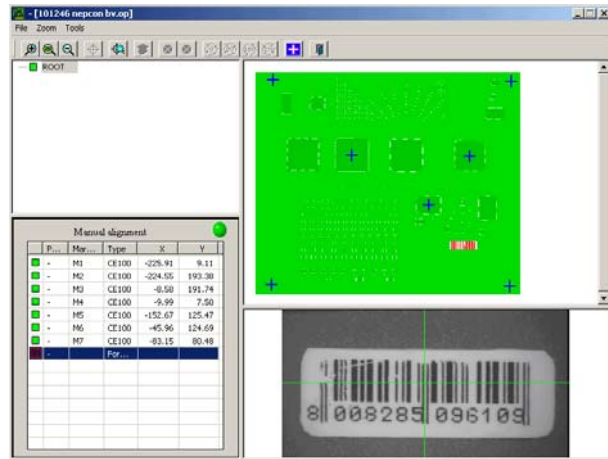 - [101246 nepcon bv.op]
File Zoom Tools
ROOT
Manual alignment
P... Mar... Type X Y
- M1 CE100 -225.91 9.11
- M2 CE100 -224.55 193.38
- M3 CE100 -8.58 191.74
- M4 CE100 -9.99 7.50
- M5 CE100 -152.67 125.47
- M6 CE100 -45.96 124.69
- M7 CE100 -83.15 80.48
- For...
8 008285 096109